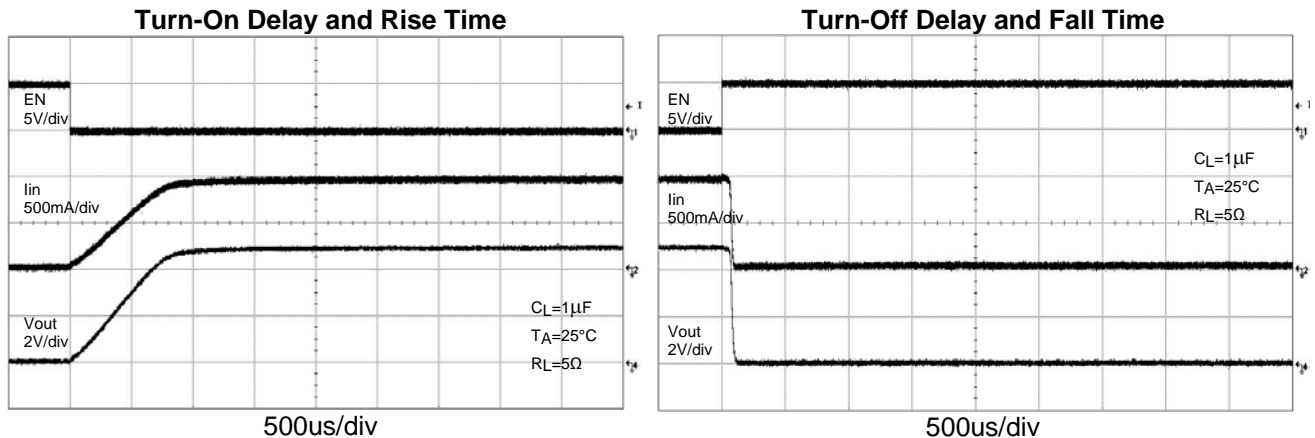 Turn-On Delay and Rise Time
EN
5V/div
Iin
500mA/div
Vout
2V/div
CL=1µF
TA=25°C
RL=5Ω
500us/div
Turn-Off Delay and Fall Time
EN
5V/div
CL=1µF
TA=25°C
RL=5Ω
Iin
500mA/div
Vout
2V/div
500us/div